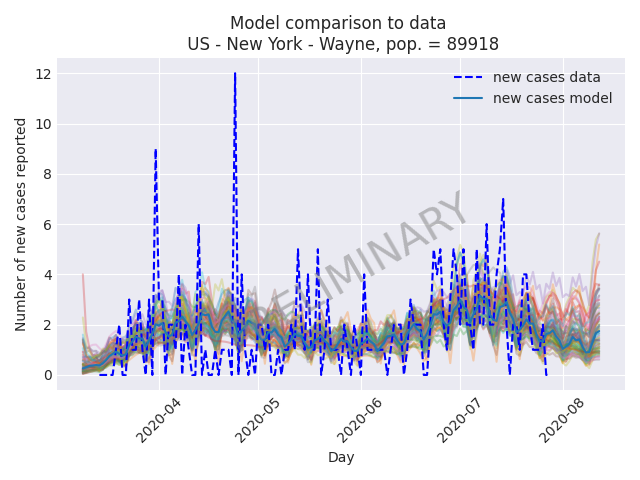 Model comparison to data
US - New York - Wayne, pop. = 89918
new cases data
new cases model
PRELIMINARY
Number of new cases reported
12
10
8
6
4
2
0
2020-04
2020-05
2020-06
2020-07
2020-08
Day